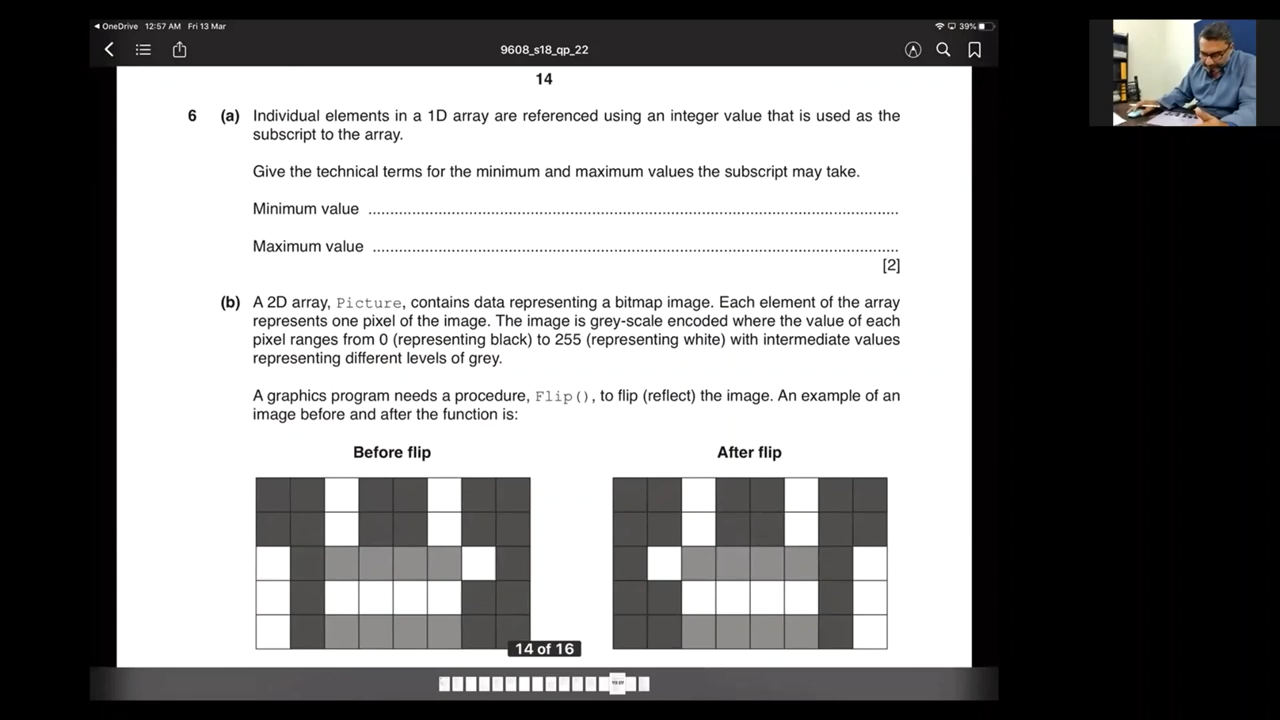 OneDrive 12:57 AM Fri 13 Mar 39%
9608_s18_qp_22
14
6 (a) Individual elements in a 1D array are referenced using an integer value that is used as the
subscript to the array.
Give the technical terms for the minimum and maximum values the subscript may take.
Minimum value ........................................................................................................................
Maximum value ........................................................................................................................
[2]
(b) A 2D array, Picture, contains data representing a bitmap image. Each element of the array
represents one pixel of the image. The image is grey-scale encoded where the value of each
pixel ranges from 0 (representing black) to 255 (representing white) with intermediate values
representing different levels of grey.
A graphics program needs a procedure, Flip(), to flip (reflect) the image. An example of an
image before and after the function is:
Before flip After flip
14 of 16